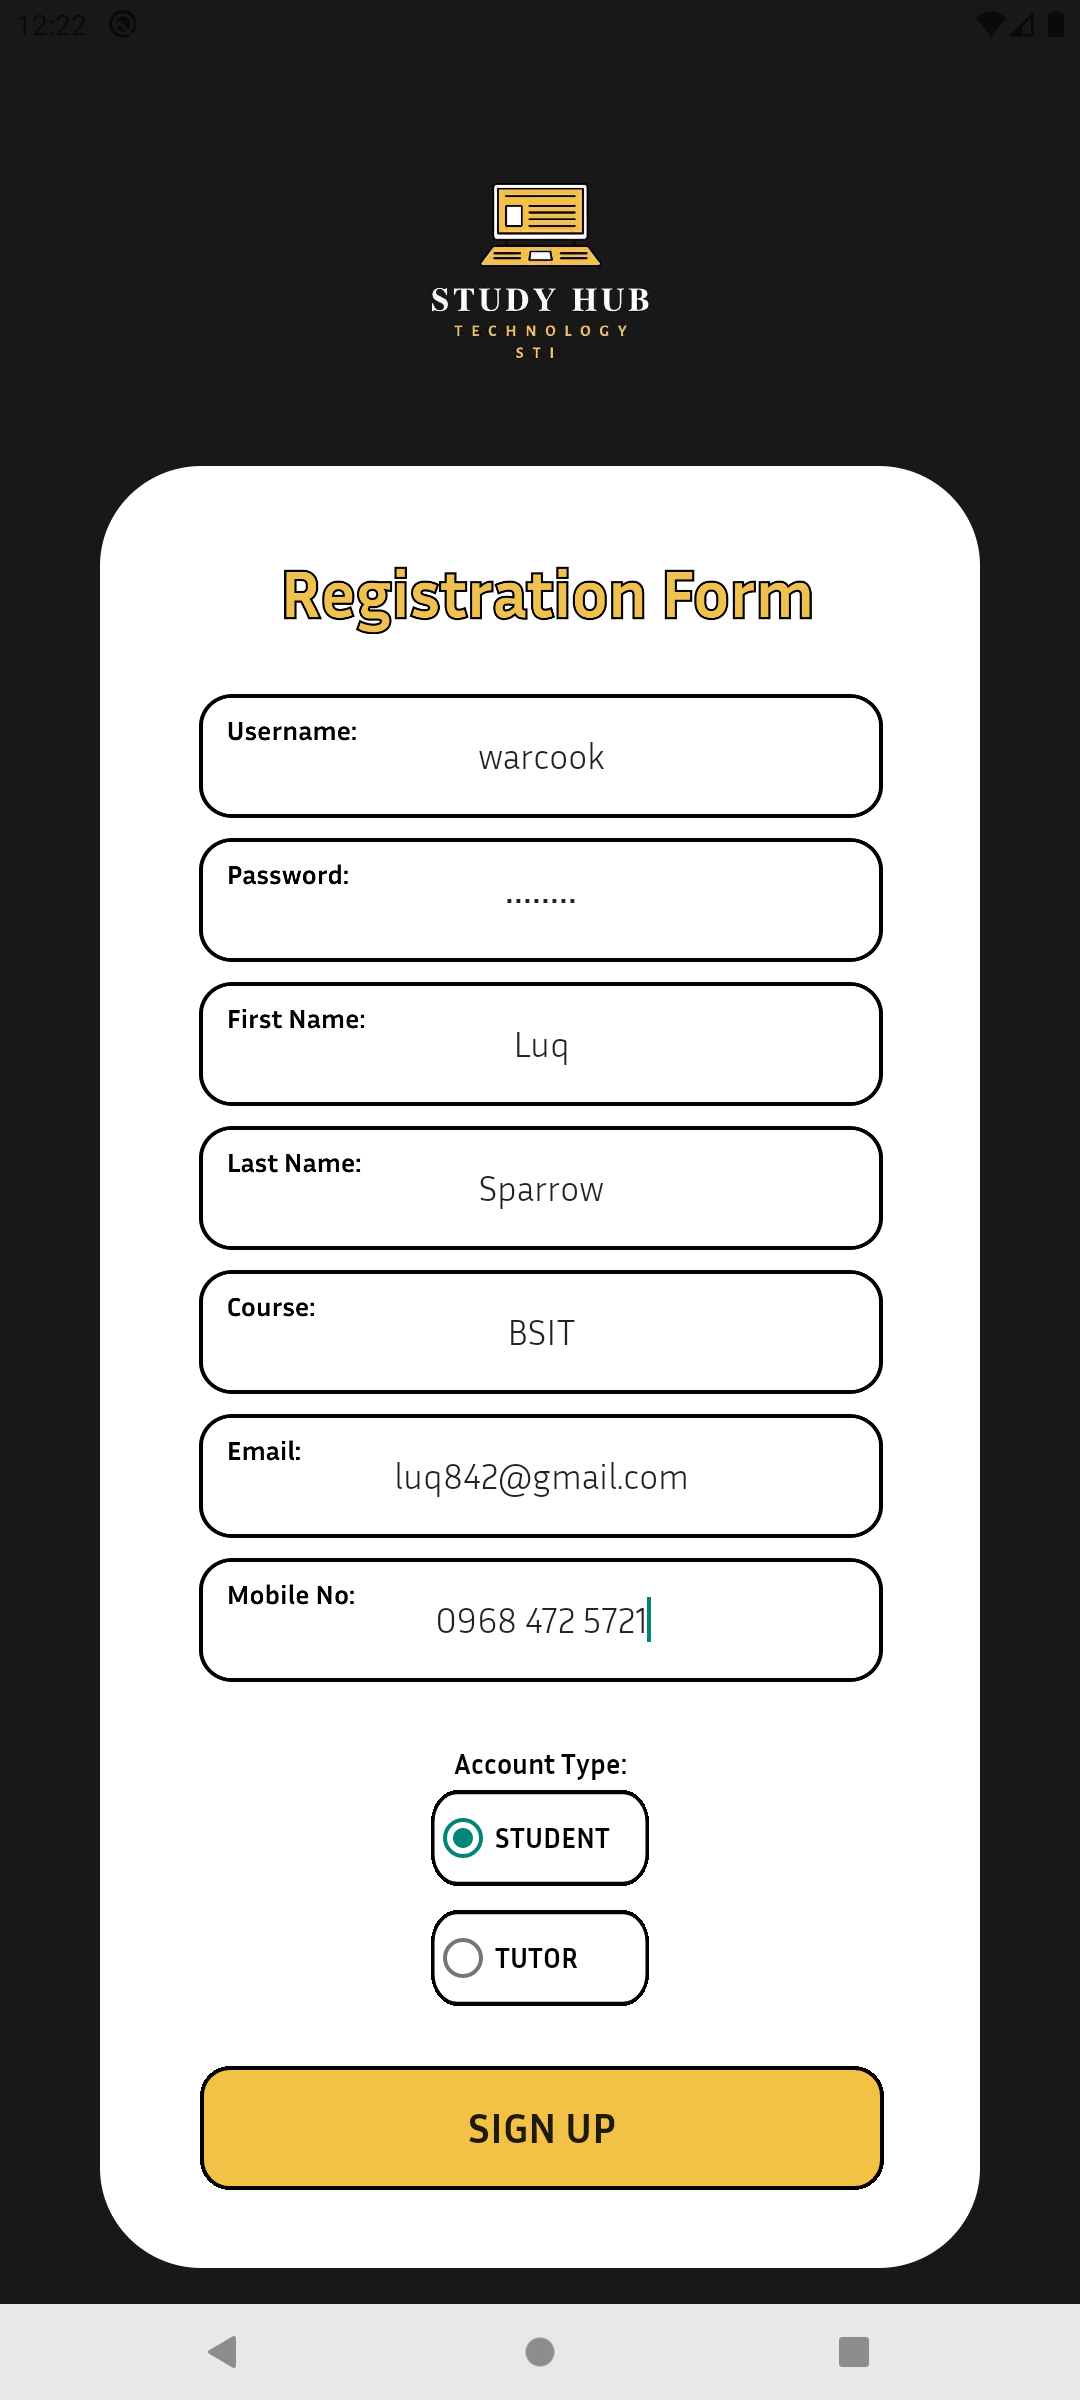 12:22
STUDY HUB
TECHNOLOGY
STI
Registration Form
Username:
warcook
Password:
........
First Name:
Luq
Last Name:
Sparrow
Course:
BSIT
Email:
luq842@gmail.com
Mobile No:
0968 472 5721
Account Type:
STUDENT
TUTOR
SIGN UP